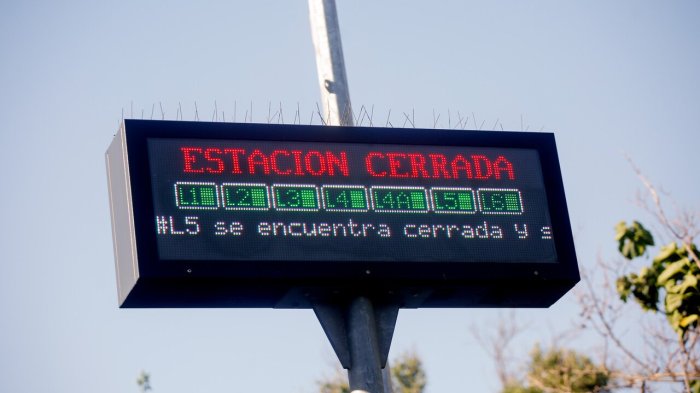 ESTACION CERRADA
L1 L2 L3 L4 L4A L5 L6
#L5 se encuentra cerrada y s